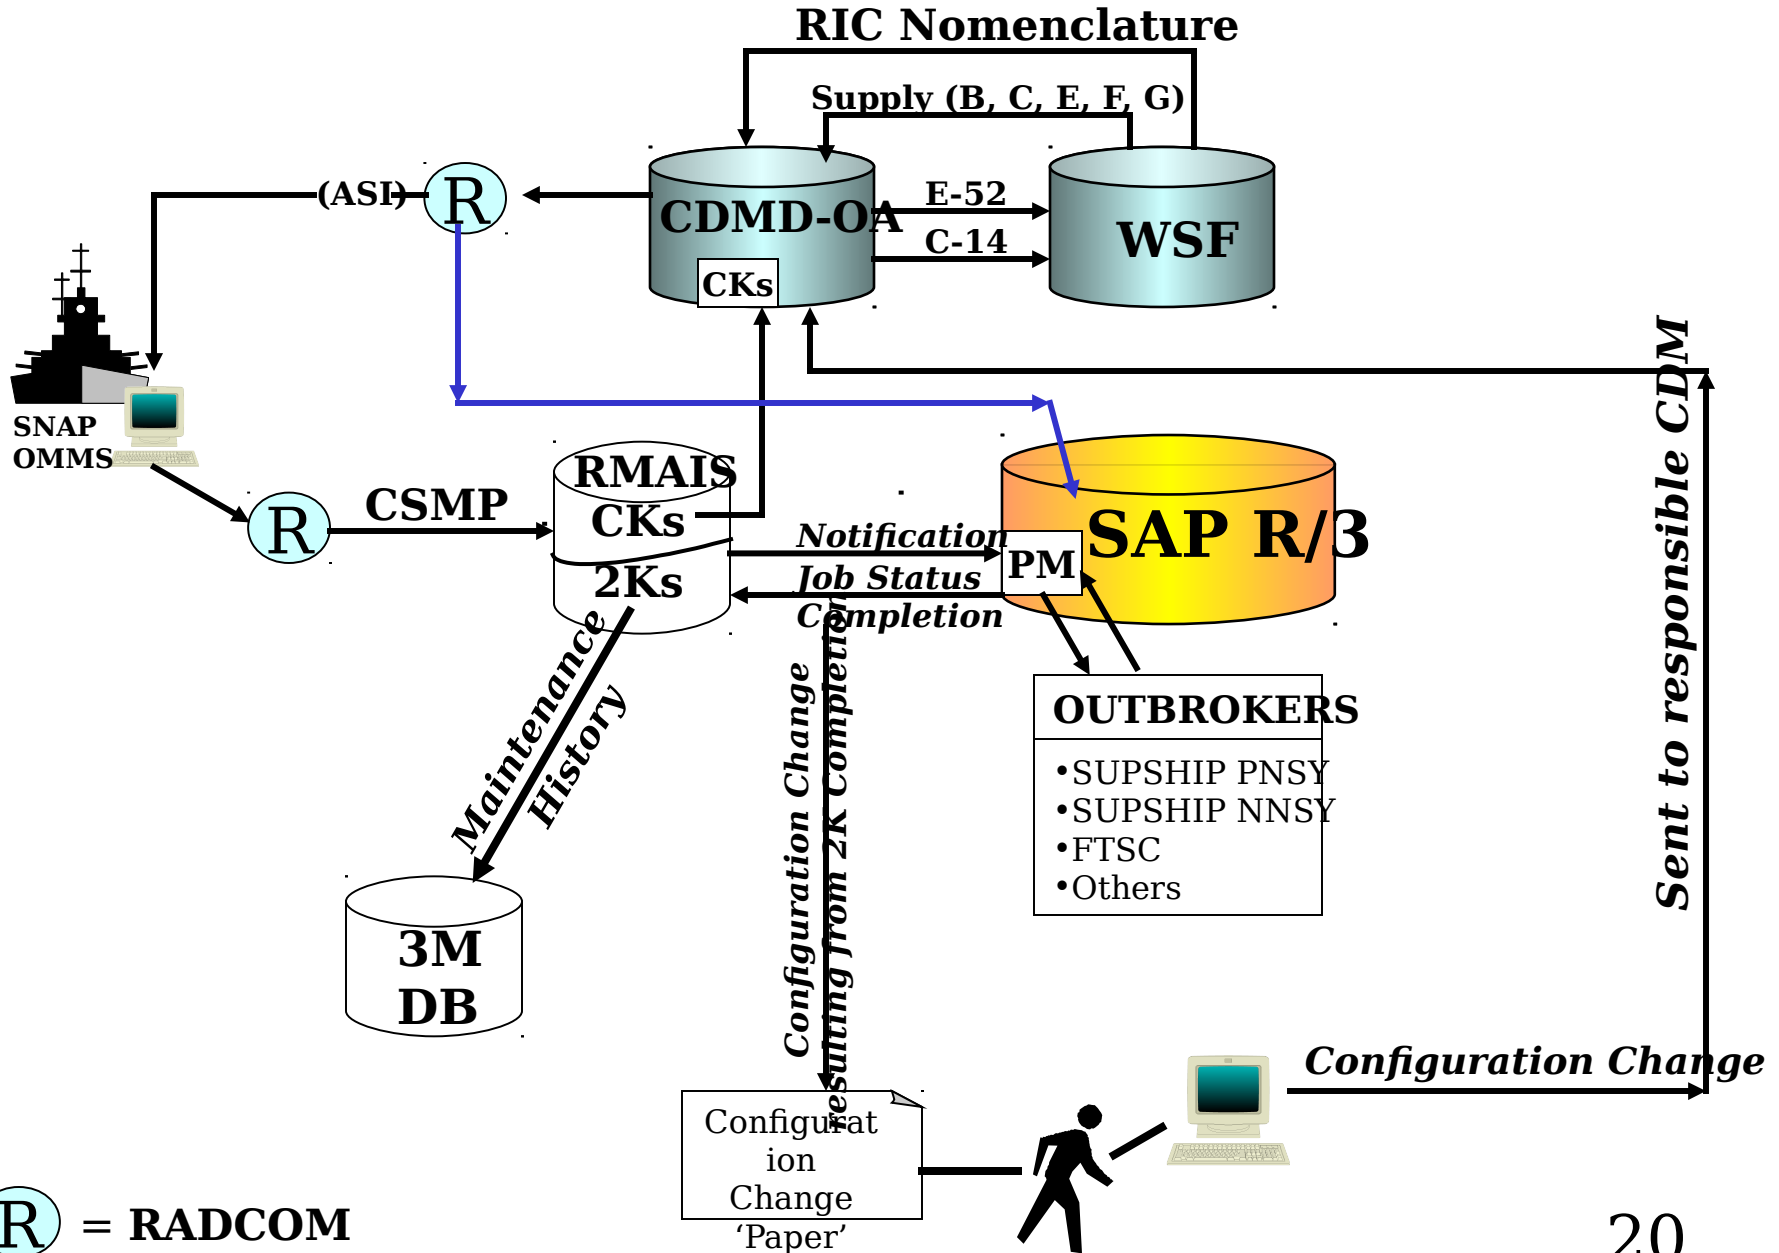 RIC Nomenclature
Supply (B, C, E, F, G)
(ASI)
R
CDMD-OA
E-52
C-14
WSF
CKs
SNAP
OMMS
R
CSMP
RMAIS
CKs
2Ks
Notification
Job Status
Completion
PM
SAP R/3
Maintenance
History
Configuration Change
resulting from 2K Completion
OUTBROKERS
•SUPSHIP PNSY
•SUPSHIP NNSY
•FTSC
•Others
Sent to responsible CDM
3M
DB
Configuration Change
Configurat
ion
Change
‘Paper’
R = RADCOM
20